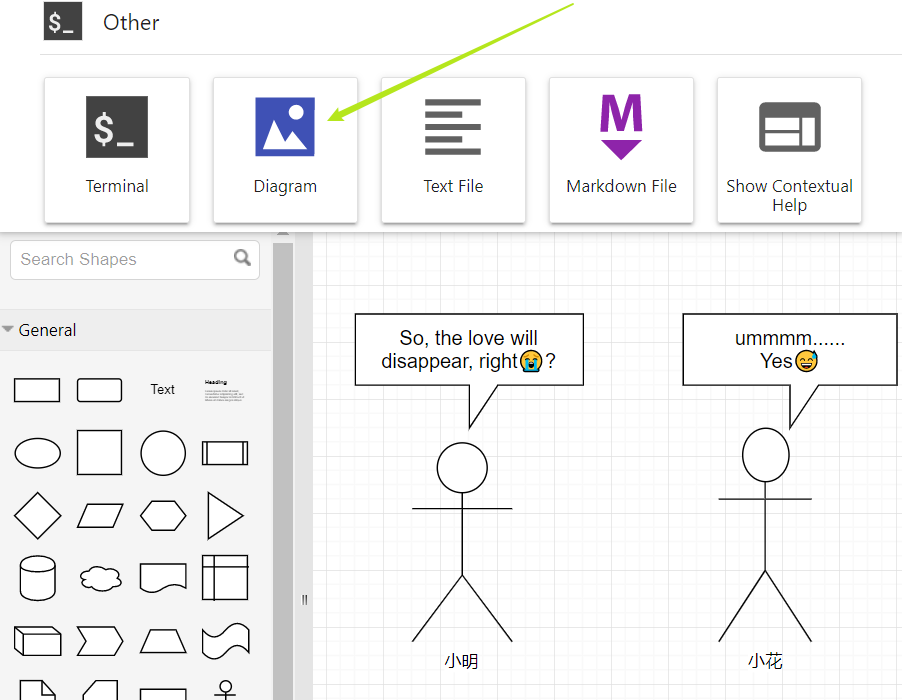 $_ Other
$_
M
Terminal
Diagram
Text File
Markdown File
Show Contextual
Help
Search Shapes
General
Text
Heading
So, the love will
disappear, right😭?
ummmm......
Yes😅
小明
小花